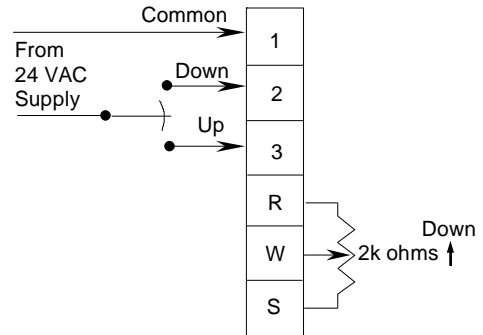 Common
From
24 VAC
Supply
Down
Up
1
2
3
R
W
S
Down
2k ohms